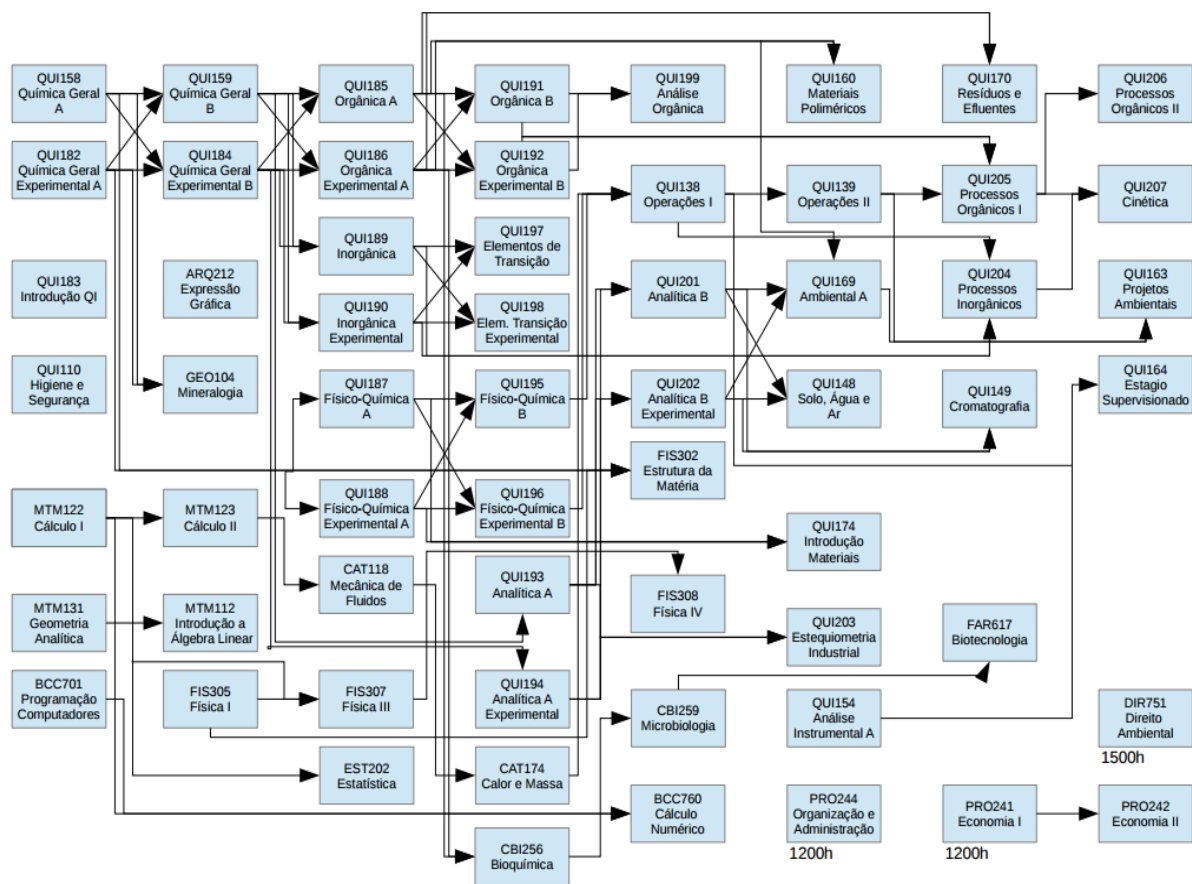 QUI158
Química Geral
A
QUI159
Química Geral
B
QUI185
Orgânica A
QUI191
Orgânica B
QUI199
Análise
Orgânica
QUI160
Materiais
Poliméricos
QUI170
Resíduos e
Efluentes
QUI206
Processos
Orgânicos II
QUI182
Química Geral
Experimental A
QUI184
Química Geral
Experimental B
QUI186
Orgânica
Experimental A
QUI192
Orgânica
Experimental B
QUI138
Operações I
QUI139
Operações II
QUI205
Processos
Orgânicos I
QUI207
Cinética
QUI189
Inorgânica
QUI197
Elementos de
Transição
QUI183
Introdução QI
ARQ212
Expressão
Gráfica
QUI201
Analítica B
QUI169
Ambiental A
QUI204
Processos
Inorgânicos
QUI163
Projetos
Ambientais
QUI190
Inorgânica
Experimental
QUI198
Elem. Transição
Experimental
QUI110
Higiene e
Segurança
GEO104
Mineralogia
QUI187
Físico-Química
A
QUI195
Físico-Química
B
QUI202
Analítica B
Experimental
QUI148
Solo, Água e
Ar
QUI149
Cromatografia
QUI164
Estagio
Supervisionado
FIS302
Estrutura da
Matéria
MTM122
Cálculo I
MTM123
Cálculo II
QUI188
Físico-Química
Experimental A
QUI196
Físico-Química
Experimental B
QUI174
Introdução
Materiais
CAT118
Mecânica de
Fluidos
QUI193
Analítica A
FIS308
Física IV
MTM131
Geometria
Analítica
MTM112
Introdução a
Álgebra Linear
QUI203
Estequiometria
Industrial
FAR617
Biotecnologia
BCC701
Programação
Computadores
FIS305
Física I
FIS307
Física III
QUI194
Analítica A
Experimental
CBI259
Microbiologia
QUI154
Análise
Instrumental A
DIR751
Direito
Ambiental
1500h
EST202
Estatística
CAT174
Calor e Massa
BCC760
Cálculo
Numérico
PRO244
Organização e
Administração
1200h
PRO241
Economia I
1200h
PRO242
Economia II
CBI256
Bioquímica